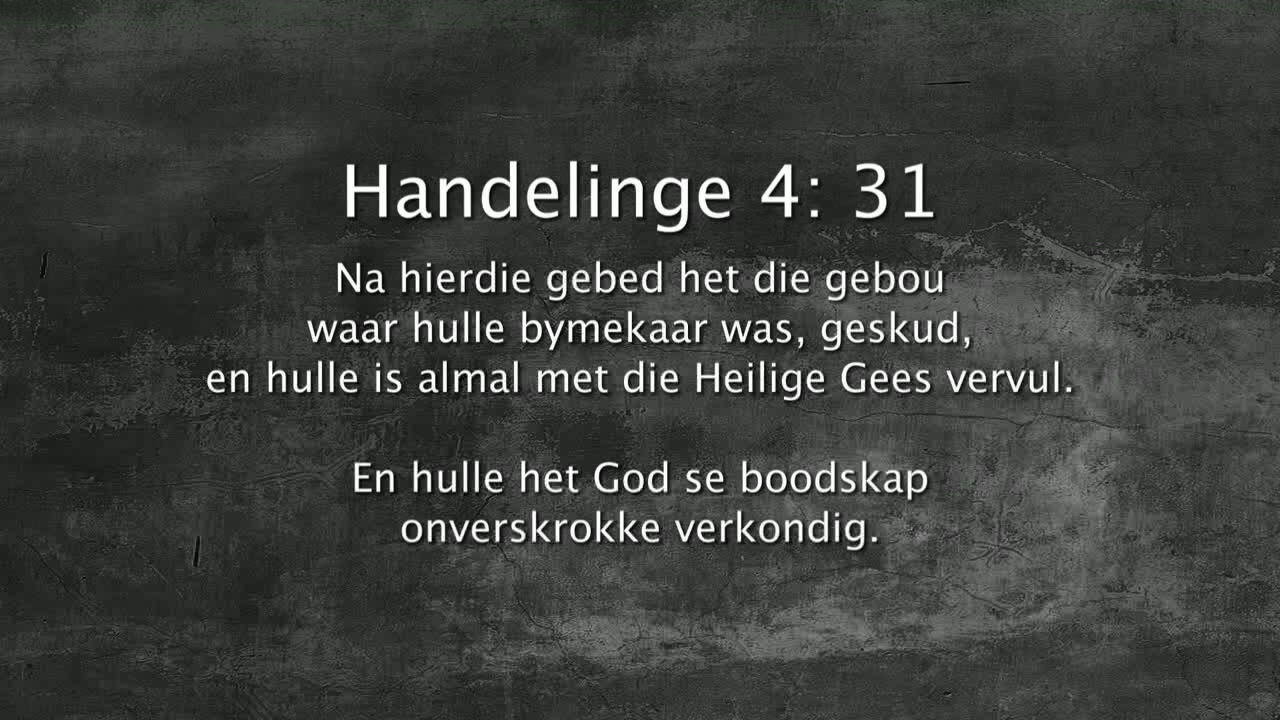 Handelinge 4: 31
Na hierdie gebed het die gebou
waar hulle bymekaar was, geskud,
en hulle is almal met die Heilige Gees vervul.
En hulle het God se boodskap
onverskrokke verkondig.